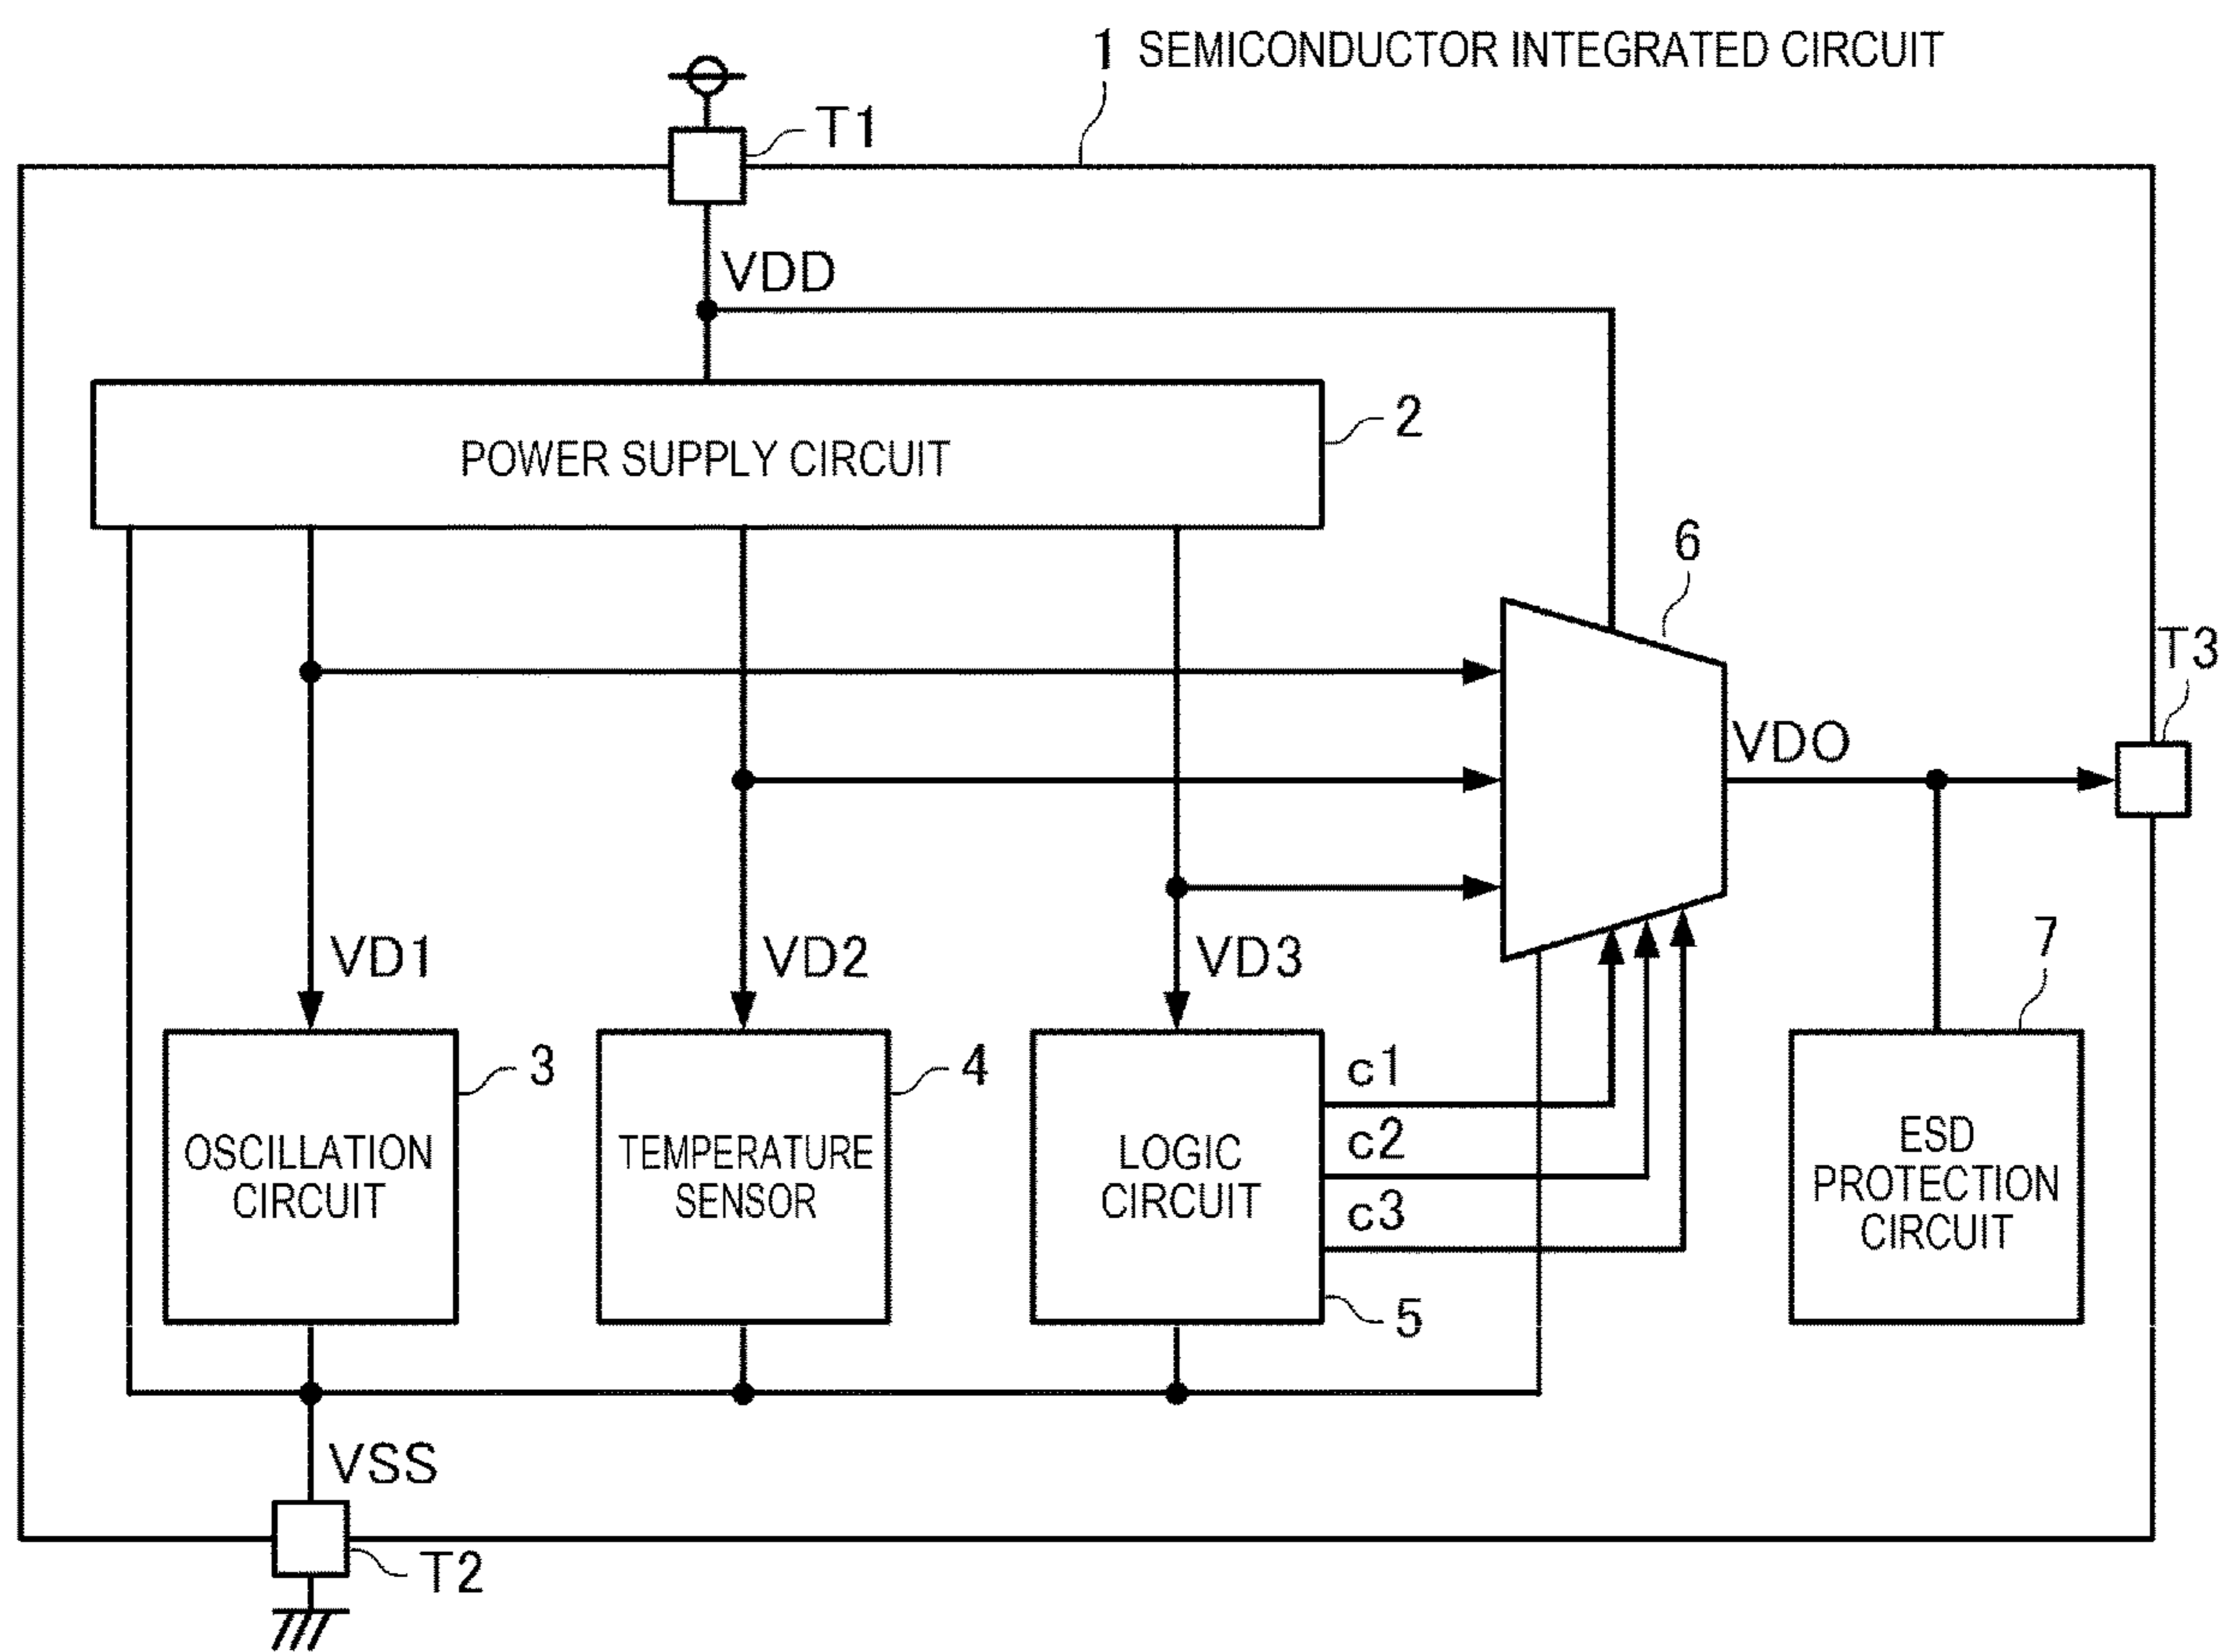 1 SEMICONDUCTOR INTEGRATED CIRCUIT
T1
VDD
2
POWER SUPPLY CIRCUIT
6
T3
VDO
VD1
VD2
VD3
7
3
4
c1
OSCILLATION
CIRCUIT
TEMPERATURE
SENSOR
LOGIC
CIRCUIT
c2
c3
ESD
PROTECTION
CIRCUIT
5
VSS
T2